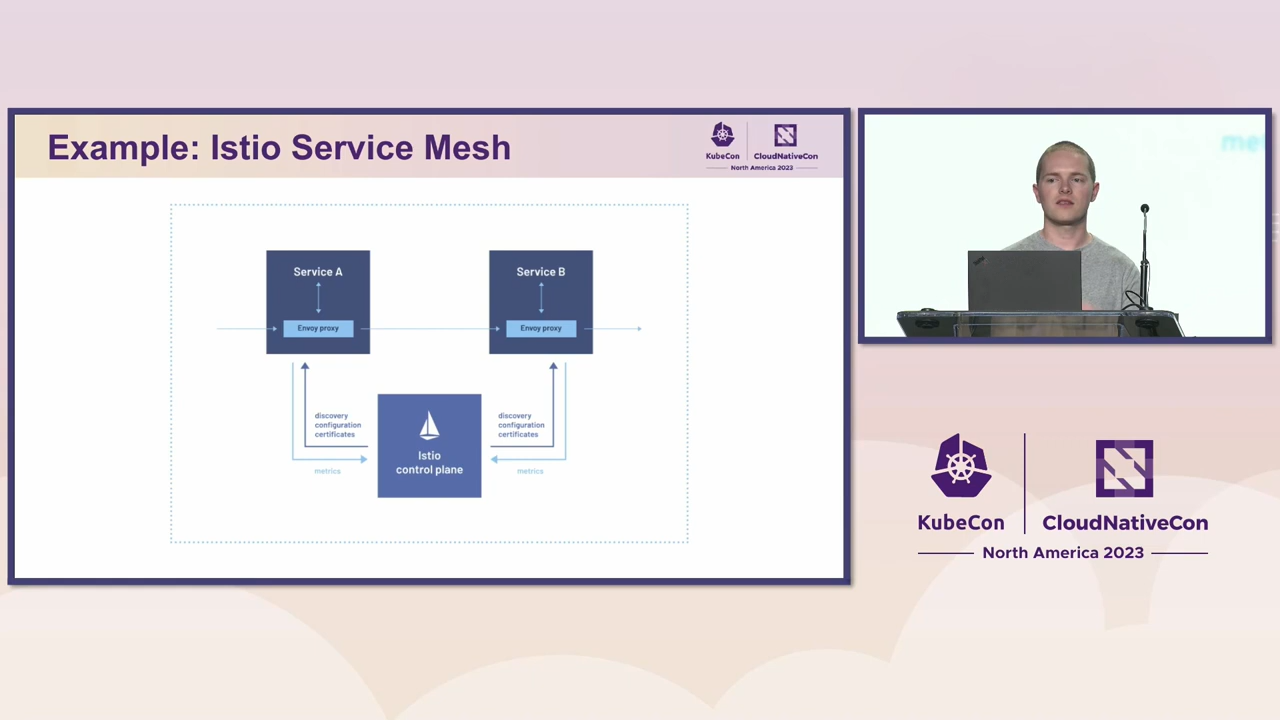 Example: Istio Service Mesh
KubeCon
CloudNativeCon
North America 2023
Service A
Envoy proxy
Service B
Envoy proxy
discovery
configuration
certificates
metrics
Istio
control plane
discovery
configuration
certificates
metrics
KubeCon
CloudNativeCon
North America 2023